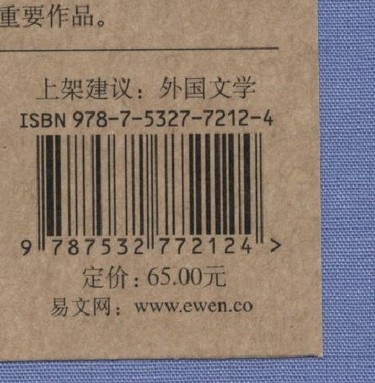 重要作品。
上架建议：外国文学
ISBN 978-7-5327-7212-4
9 787532 772124 >
定价：65.00元
易文网：www.ewen.co